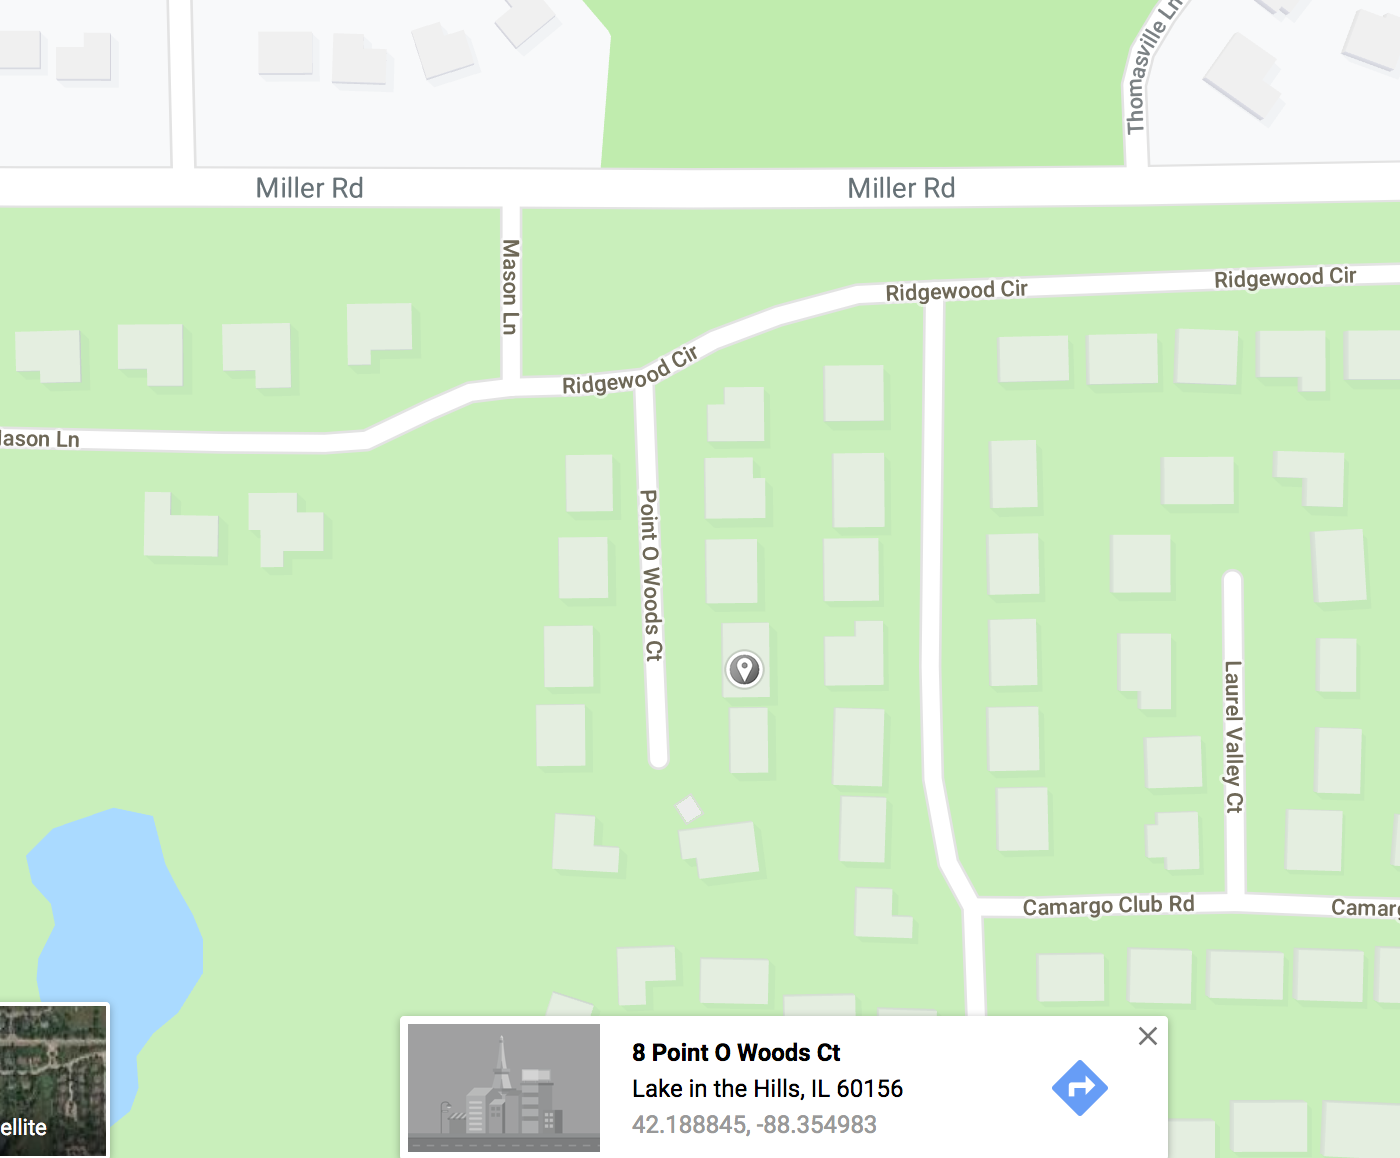 Thomasville Ln
Miller Rd
Miller Rd
Mason Ln
Ridgewood Cir
Ridgewood Cir
Ridgewood Cir
ason Ln
Point O Woods Ct
Laurel Valley Ct
Camargo Club Rd
Camarg
8 Point O Woods Ct
Lake in the Hills, IL 60156
42.188845, -88.354983
ellite